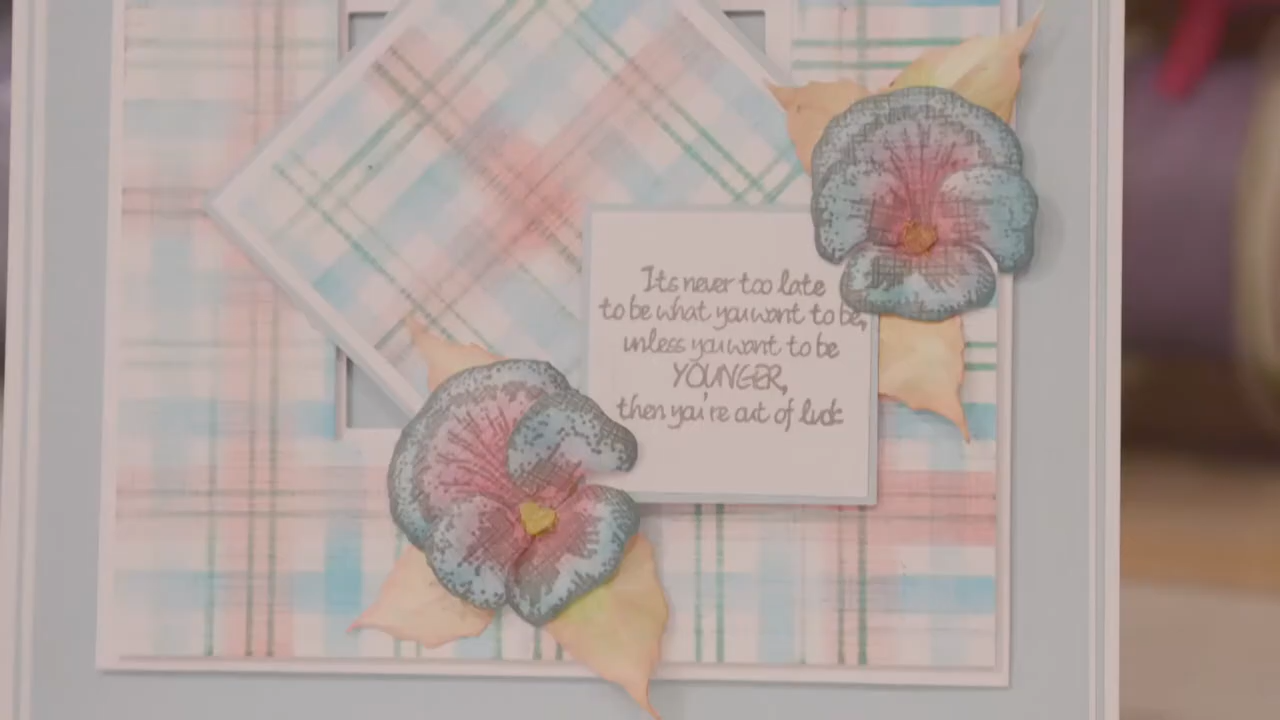 Its never too late
to be what you want to be,
unless you want to be
YOUNGER,
then you're out of luck